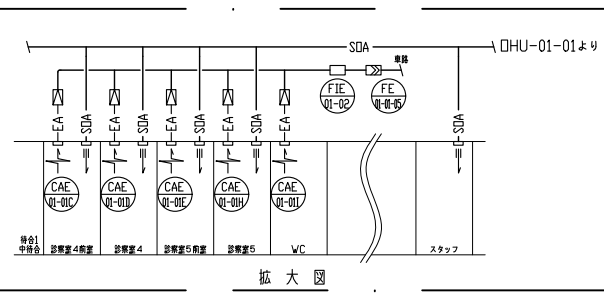 SOA
OHU-01-01より
車路
FIE
01-02
FE
01-01-05
EA SOA EA SOA EA SOA EA SOA EA SOA
CAE
01-01C
CAE
01-01D
CAE
01-01E
CAE
01-01H
CAE
01-01I
待合1
中待合
診察室4前室
診察室4
診察室5前室
診察室5
WC
スタッフ
拡大図